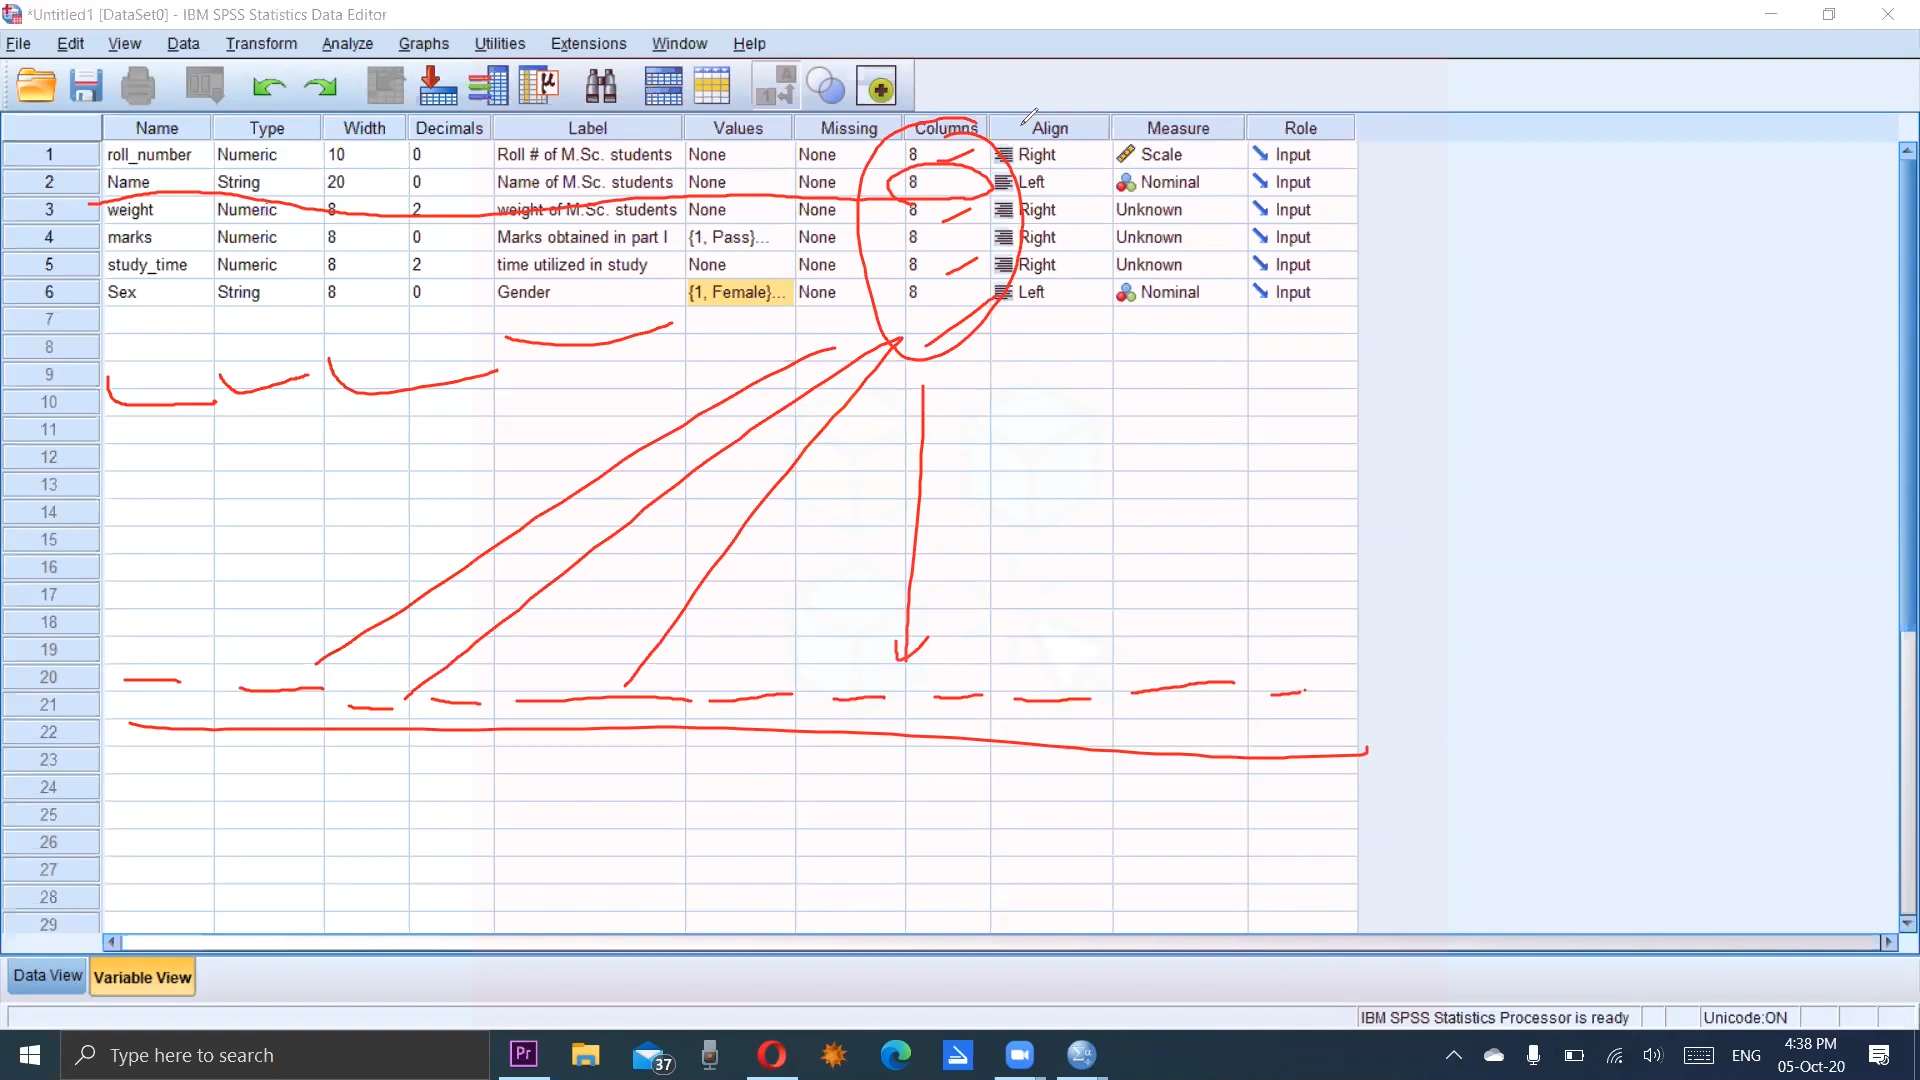 *Untitled1 [DataSet0] - IBM SPSS Statistics Data Editor
File Edit View Data Transform Analyze Graphs Utilities Extensions Window Help
Name Type Width Decimals Label Values Missing Columns Align Measure Role
1 roll_number Numeric 10 0 Roll # of M.Sc. students None None 8 Right Scale Input
2 Name String 20 0 Name of M.Sc. students None None 8 Left Nominal Input
3 weight Numeric 8 2 weight of M.Sc. students None None 8 Right Unknown Input
4 marks Numeric 8 0 Marks obtained in part I {1, Pass}... None 8 Right Unknown Input
5 study_time Numeric 8 2 time utilized in study None None 8 Right Unknown Input
6 Sex String 8 0 Gender {1, Female}... None 8 Left Nominal Input
7
8
9
10
11
12
13
14
15
16
17
18
19
20
21
22
23
24
25
26
27
28
29
Data View Variable View
IBM SPSS Statistics Processor is ready Unicode:ON
Type here to search Pr 37 Σα ENG 4:38 PM
05-Oct-20